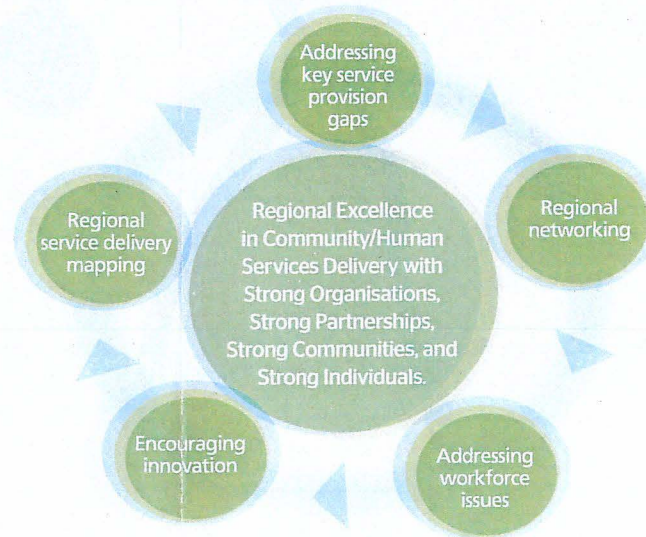 Addressing
key service
provision
gaps
Regional
networking
Addressing
workforce
issues
Encouraging
innovation
Regional
service delivery
mapping
Regional Excellence
in Community/Human
Services Delivery with
Strong Organisations,
Strong Partnerships,
Strong Communities, and
Strong Individuals.